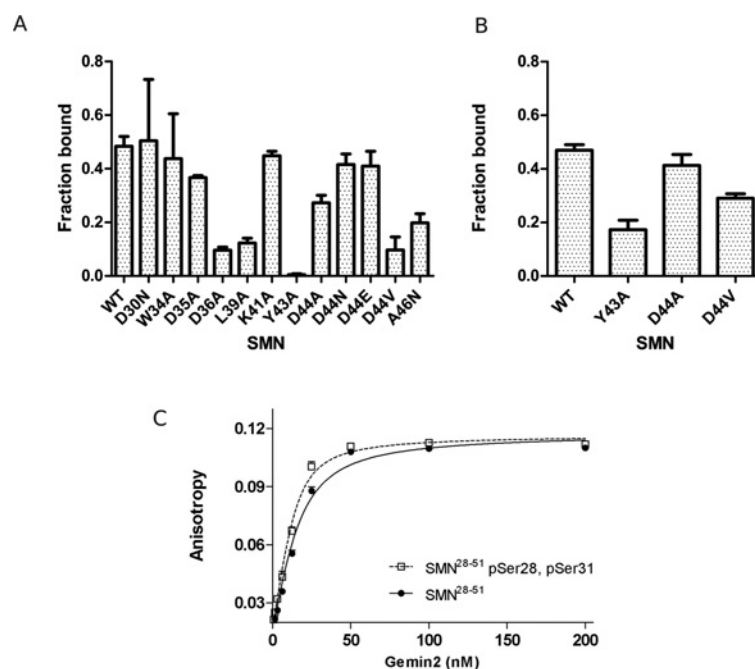 A
B
0.8
0.6
0.4
0.2
0.0
Fraction bound
WT
D30N
W34A
D35A
D36A
L39A
K41A
Y43A
D44A
D44N
D44E
D44V
A46N
SMN
0.8
0.6
0.4
0.2
0.0
Fraction bound
WT
Y43A
D44A
D44V
SMN
C
0.12
0.09
0.06
0.03
Anisotropy
SMN²⁸⁻⁵¹ pSer28, pSer31
SMN²⁸⁻⁵¹
0 50 100 150 200
Gemin2 (nM)